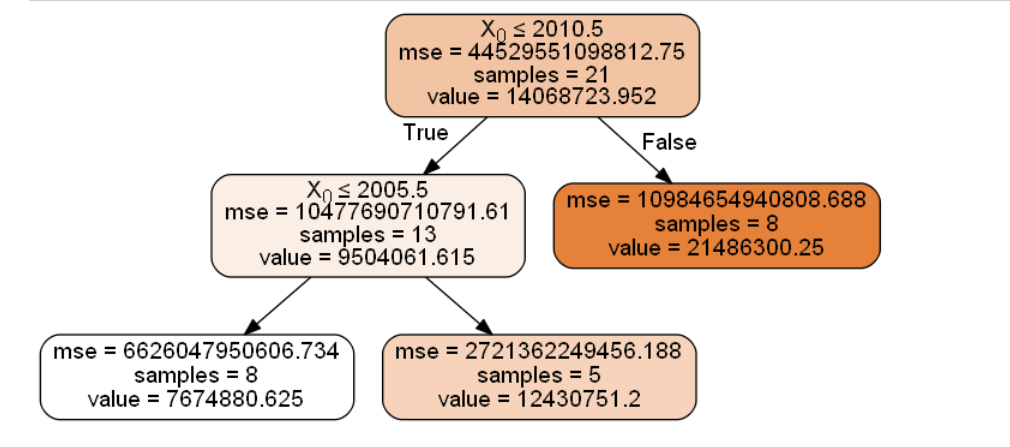 X₀ ≤ 2010.5
mse = 44529551098812.75
samples = 21
value = 14068723.952
True
False
X₀ ≤ 2005.5
mse = 10477690710791.61
samples = 13
value = 9504061.615
mse = 10984654940808.688
samples = 8
value = 21486300.25
mse = 6626047950606.734
samples = 8
value = 7674880.625
mse = 2721362249456.188
samples = 5
value = 12430751.2